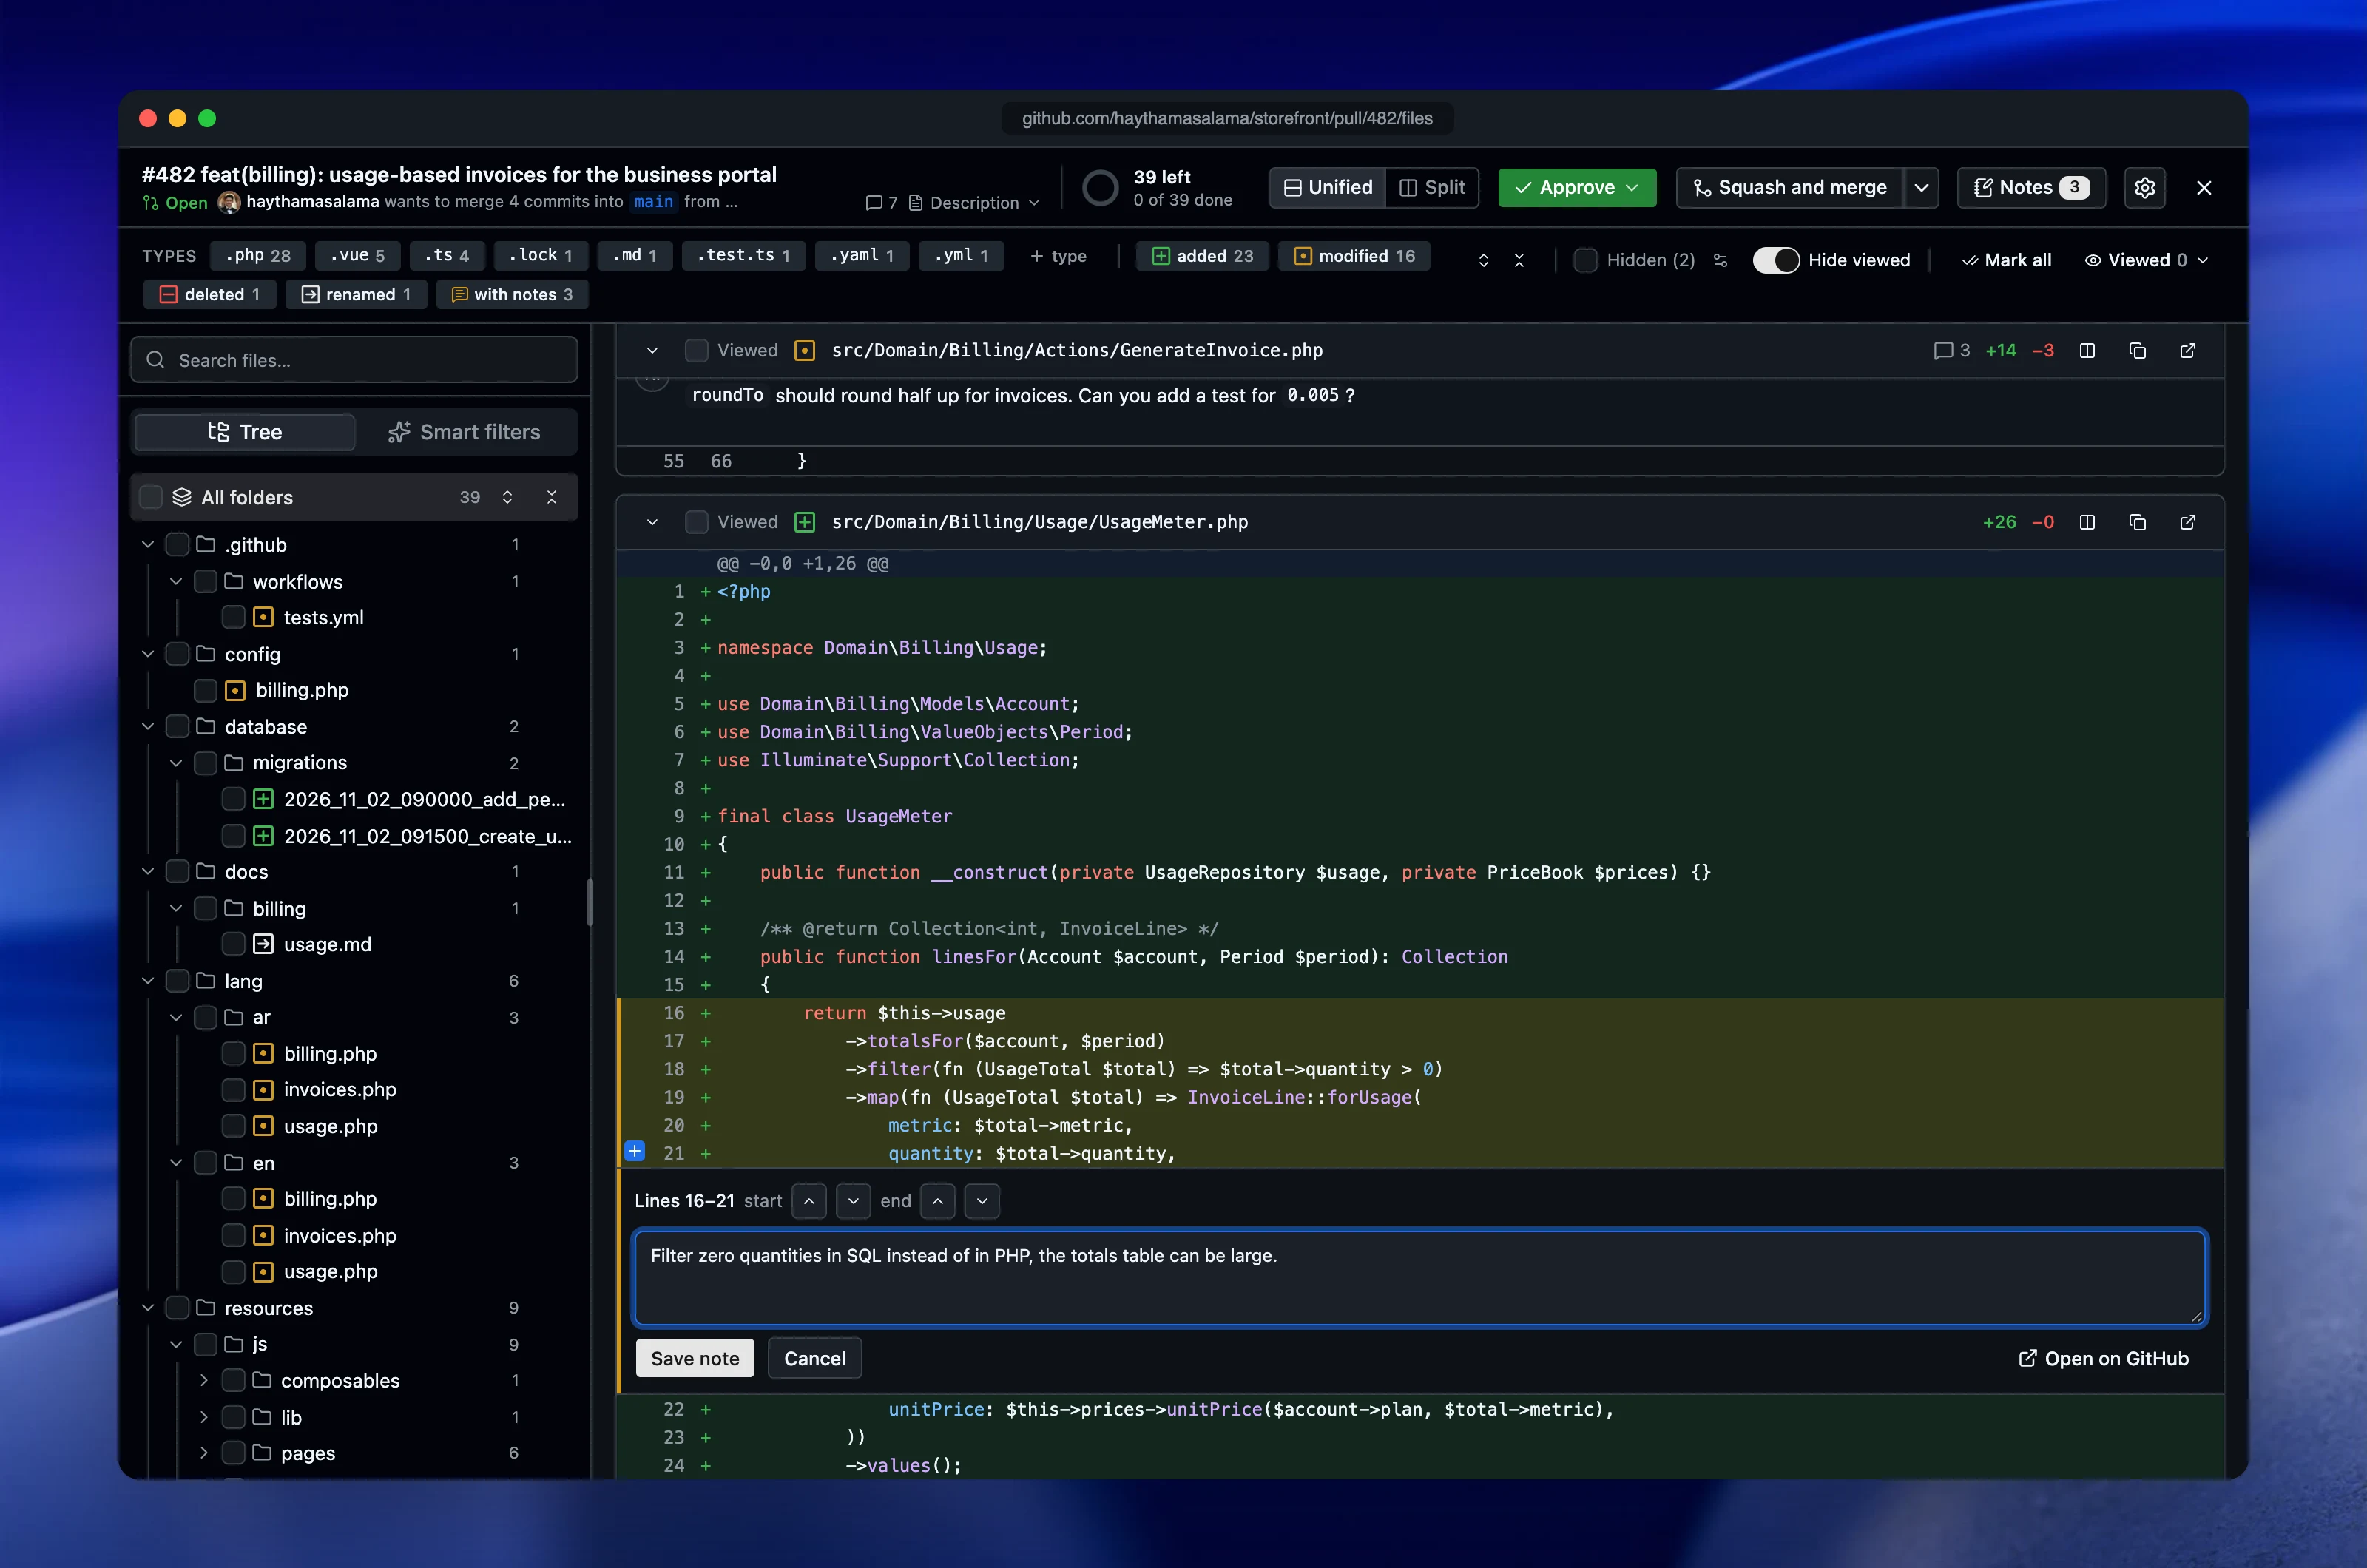 github.com/haythamasalama/storefront/pull/482/files
#482 feat(billing): usage-based invoices for the business portal
Open haythamasalama wants to merge 4 commits into main from ...
7 Description
39 left
0 of 39 done
Unified
Split
Approve
Squash and merge
Notes 3
TYPES .php 28 .vue 5 .ts 4 .lock 1 .md 1 .test.ts 1 .yaml 1 .yml 1 + type added 23 modified 16
Hidden (2) Hide viewed Mark all Viewed 0
deleted 1 renamed 1 with notes 3
Search files...
Tree
Smart filters
All folders 39
.github 1
workflows 1
tests.yml
config 1
billing.php
database 2
migrations 2
2026_11_02_090000_add_pe...
2026_11_02_091500_create_u...
docs 1
billing 1
usage.md
lang 6
ar 3
billing.php
invoices.php
usage.php
en 3
billing.php
invoices.php
usage.php
resources 9
js 9
composables 1
lib 1
pages 6
Viewed src/Domain/Billing/Actions/GenerateInvoice.php 3 +14 −3
roundTo should round half up for invoices. Can you add a test for 0.005 ?
55 66 }
Viewed src/Domain/Billing/Usage/UsageMeter.php +26 −0
@@ −0,0 +1,26 @@
1 + <?php
2 +
3 + namespace Domain\Billing\Usage;
4 +
5 + use Domain\Billing\Models\Account;
6 + use Domain\Billing\ValueObjects\Period;
7 + use Illuminate\Support\Collection;
8 +
9 + final class UsageMeter
10 + {
11 + public function __construct(private UsageRepository $usage, private PriceBook $prices) {}
12 +
13 + /** @return Collection<int, InvoiceLine> */
14 + public function linesFor(Account $account, Period $period): Collection
15 + {
16 + return $this->usage
17 + ->totalsFor($account, $period)
18 + ->filter(fn (UsageTotal $total) => $total->quantity > 0)
19 + ->map(fn (UsageTotal $total) => InvoiceLine::forUsage(
20 + metric: $total->metric,
21 + quantity: $total->quantity,
Lines 16–21 start end
Filter zero quantities in SQL instead of in PHP, the totals table can be large.
Save note
Cancel
Open on GitHub
22 + unitPrice: $this->prices->unitPrice($account->plan, $total->metric),
23 + ))
24 + ->values();